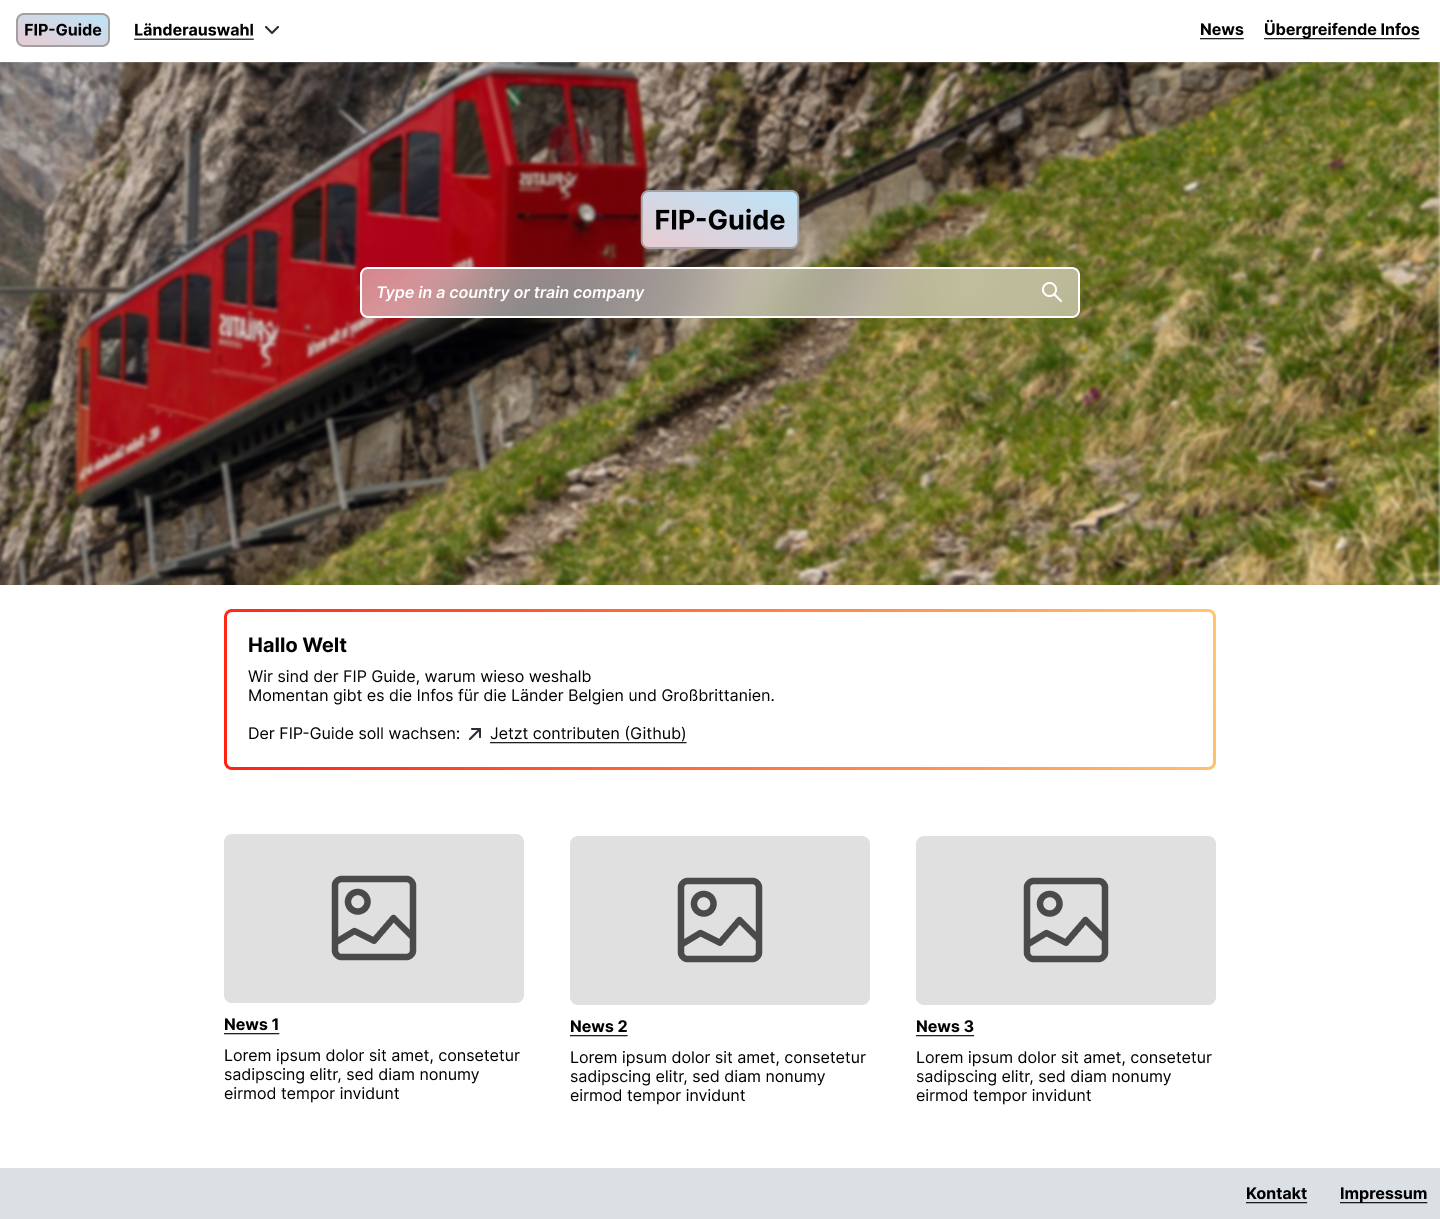 FIP-Guide
Länderauswahl
News
Übergreifende Infos
PILATUS
FIP-Guide
Type in a country or train company
PILATUS
Hallo Welt
Wir sind der FIP Guide, warum wieso weshalb
Momentan gibt es die Infos für die Länder Belgien und Großbrittanien.
Der FIP-Guide soll wachsen: Jetzt contributen (Github)
News 1
Lorem ipsum dolor sit amet, consetetur
sadipscing elitr, sed diam nonumy
eirmod tempor invidunt
News 2
Lorem ipsum dolor sit amet, consetetur
sadipscing elitr, sed diam nonumy
eirmod tempor invidunt
News 3
Lorem ipsum dolor sit amet, consetetur
sadipscing elitr, sed diam nonumy
eirmod tempor invidunt
Kontakt
Impressum